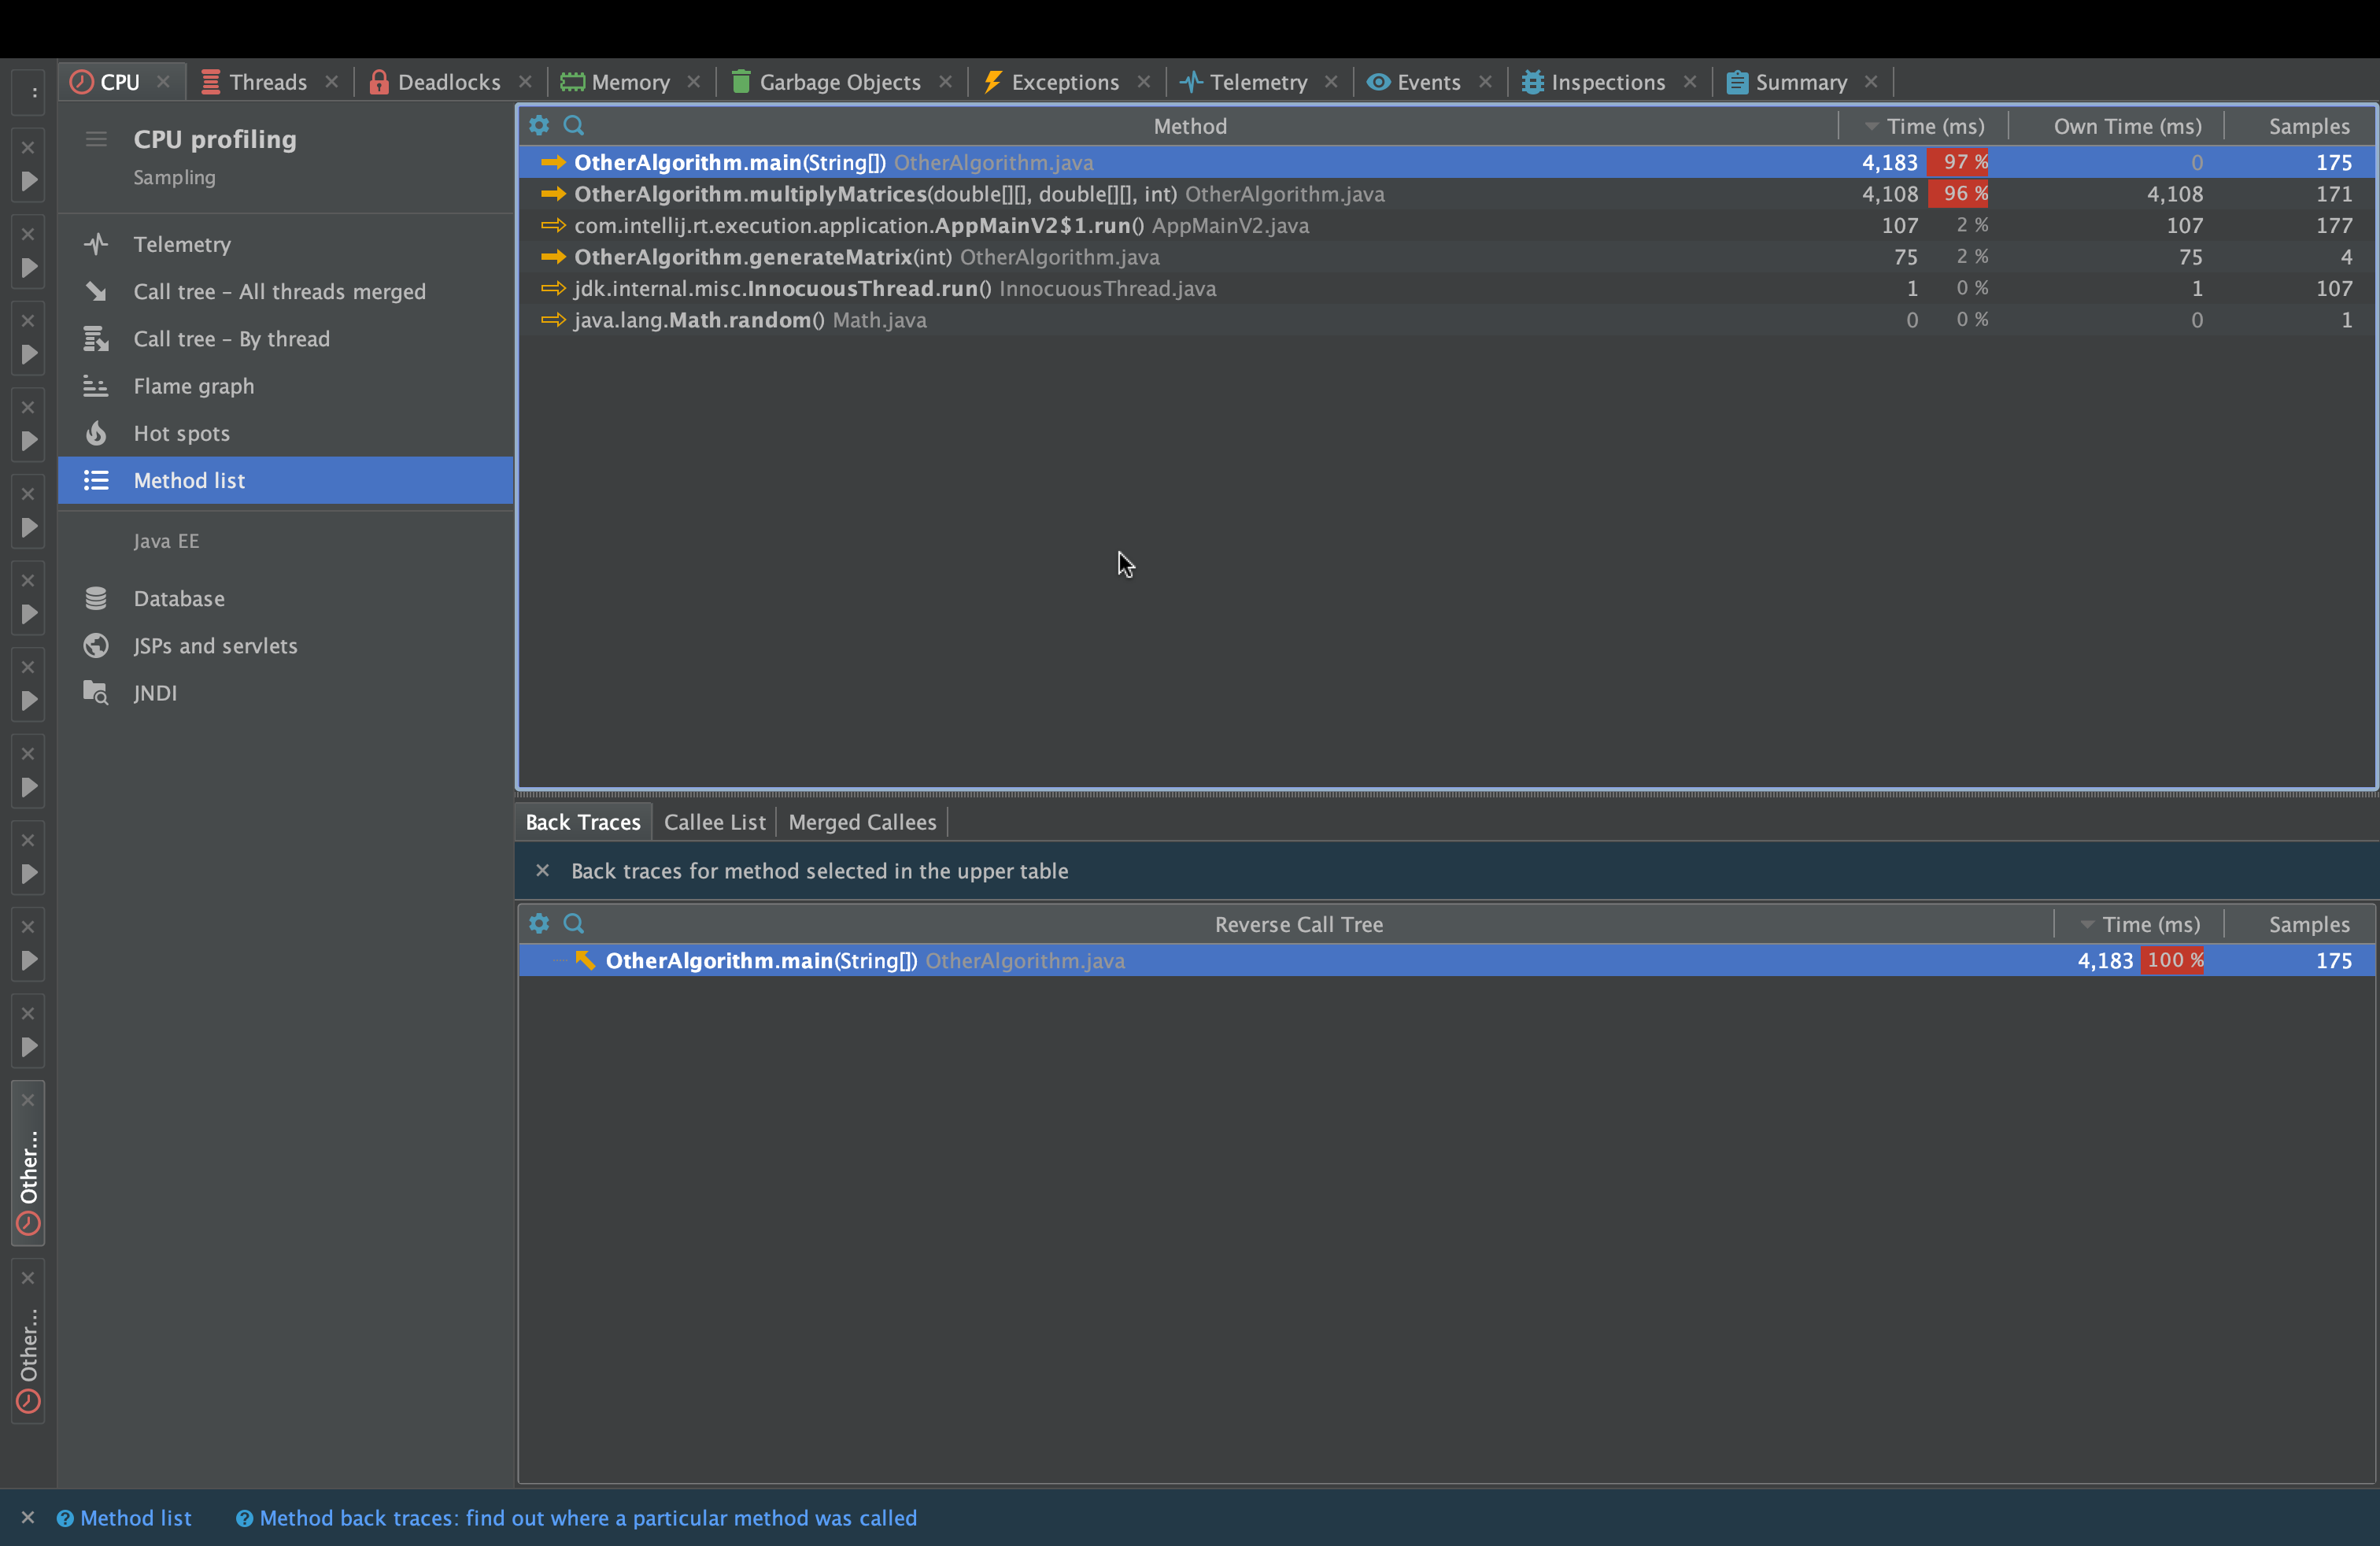 CPU Threads Deadlocks Memory Garbage Objects Exceptions Telemetry Events Inspections Summary
CPU profiling
Sampling
Telemetry
Call tree – All threads merged
Call tree – By thread
Flame graph
Hot spots
Method list
Java EE
Database
JSPs and servlets
JNDI
Method Time (ms) Own Time (ms) Samples
OtherAlgorithm.main(String[]) OtherAlgorithm.java 4,183 97 % 0 175
OtherAlgorithm.multiplyMatrices(double[][], double[][], int) OtherAlgorithm.java 4,108 96 % 4,108 171
com.intellij.rt.execution.application.AppMainV2$1.run() AppMainV2.java 107 2 % 107 177
OtherAlgorithm.generateMatrix(int) OtherAlgorithm.java 75 2 % 75 4
jdk.internal.misc.InnocuousThread.run() InnocuousThread.java 1 0 % 1 107
java.lang.Math.random() Math.java 0 0 % 0 1
Back Traces Callee List Merged Callees
Back traces for method selected in the upper table
Reverse Call Tree Time (ms) Samples
OtherAlgorithm.main(String[]) OtherAlgorithm.java 4,183 100 % 175
Other...
Other...
Method list Method back traces: find out where a particular method was called